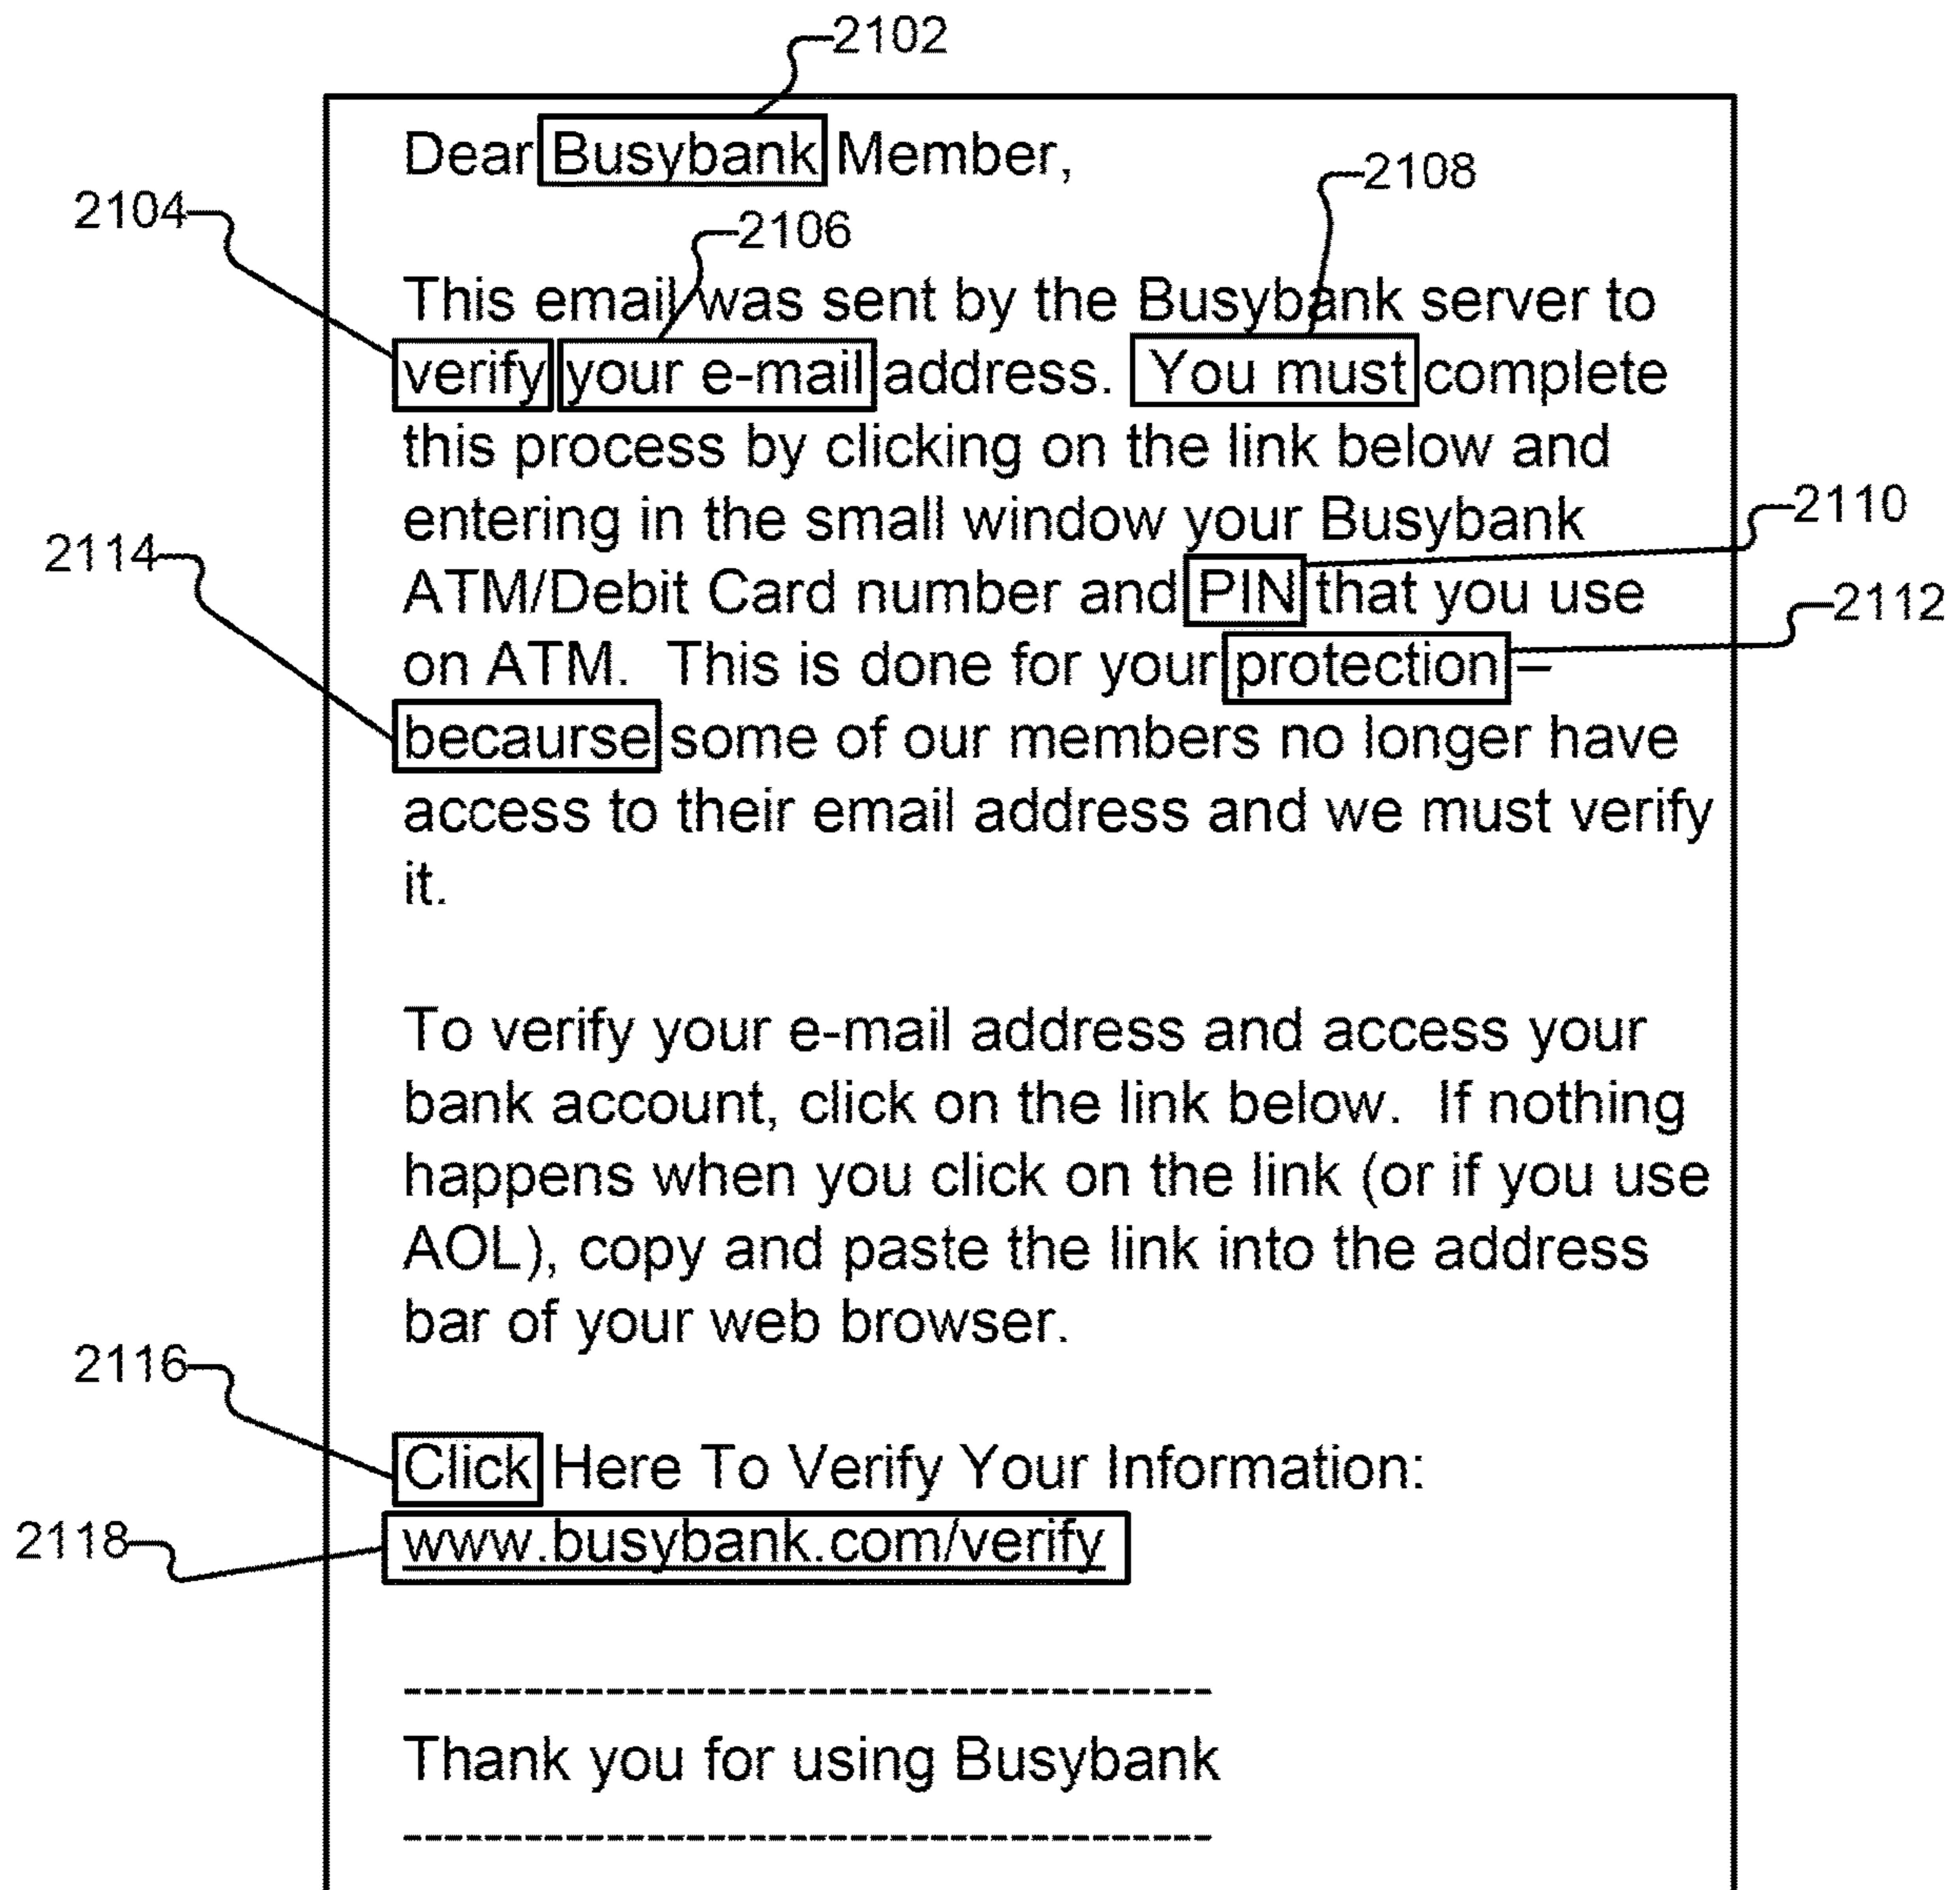 2102
Dear Busybank Member,
2108
2104
2106
This email was sent by the Busybank server to
verify your e-mail address. You must complete
this process by clicking on the link below and
entering in the small window your Busybank
2110
2114
ATM/Debit Card number and PIN that you use
2112
on ATM. This is done for your protection –
becaurse some of our members no longer have
access to their email address and we must verify
it.
To verify your e-mail address and access your
bank account, click on the link below. If nothing
happens when you click on the link (or if you use
AOL), copy and paste the link into the address
bar of your web browser.
2116
Click Here To Verify Your Information:
2118
www.busybank.com/verify
----------------------------------------
Thank you for using Busybank
----------------------------------------